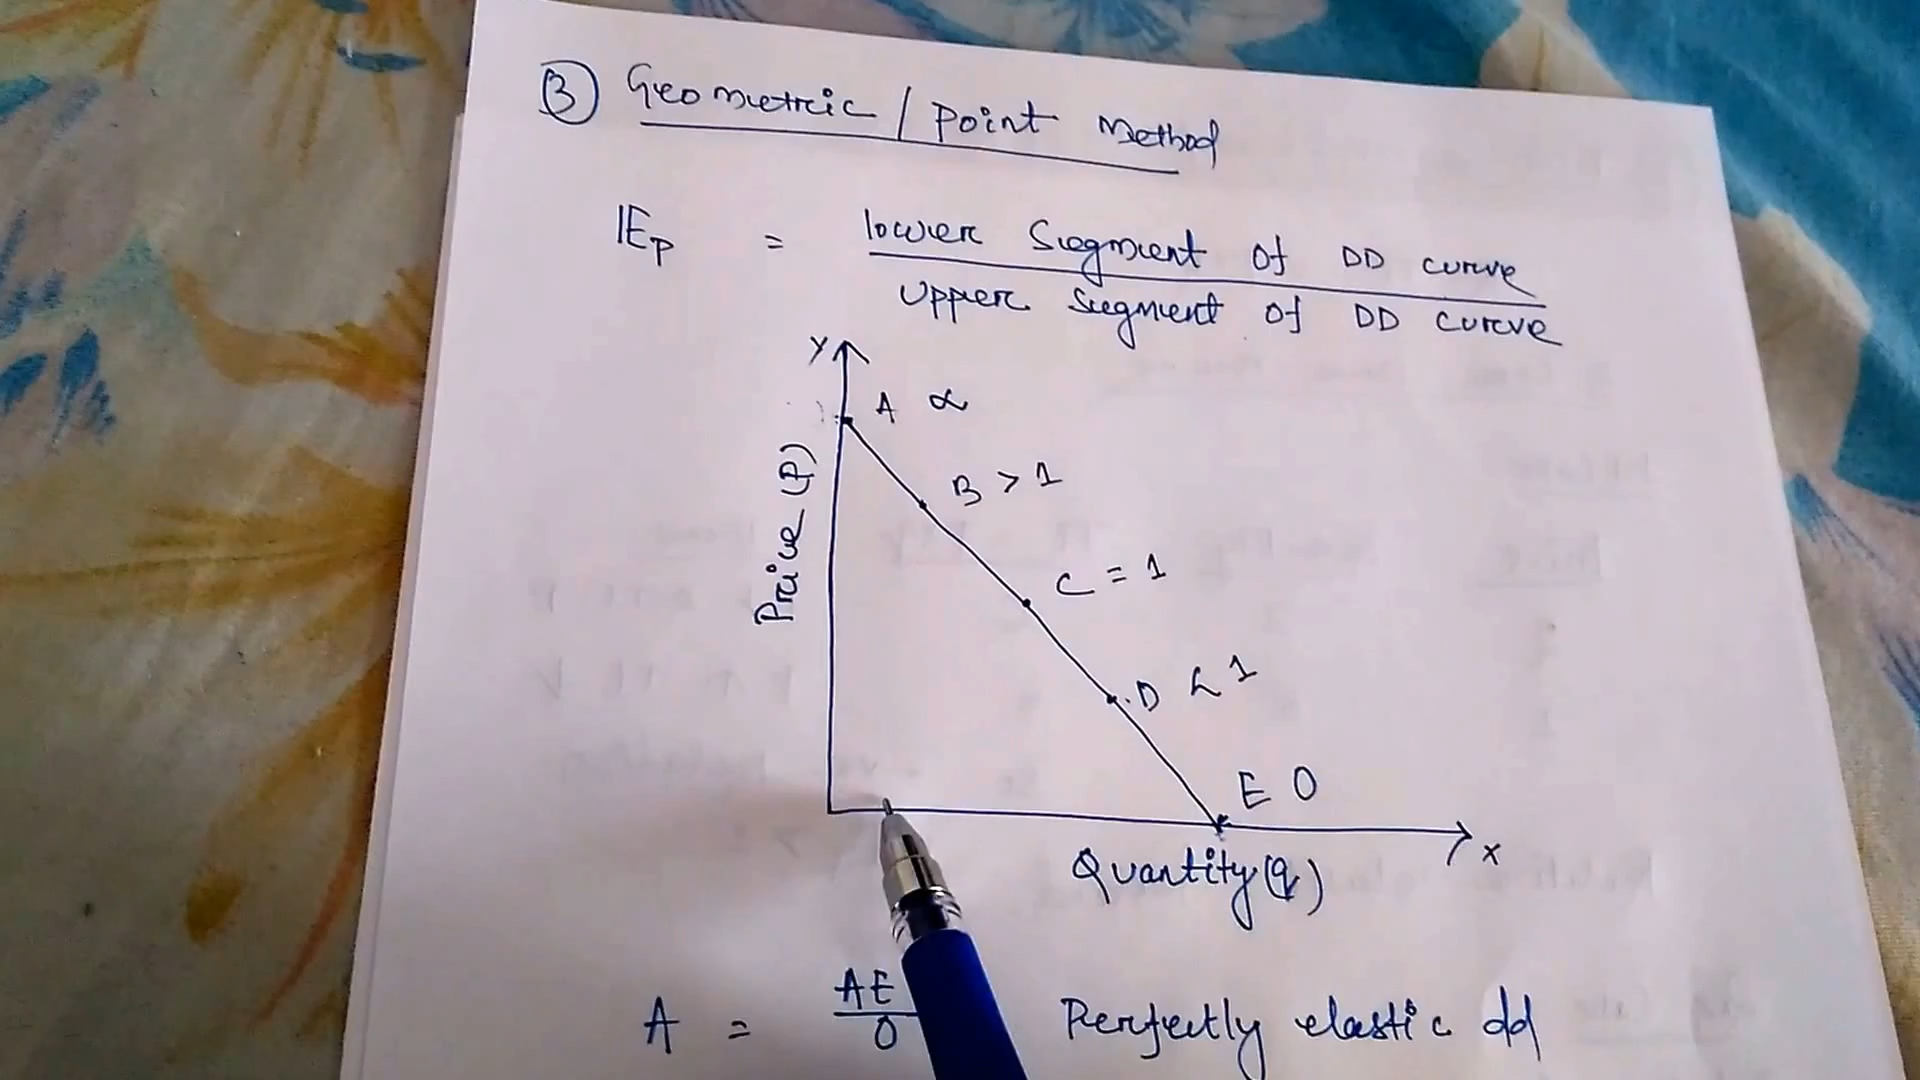 ③ Geometric / Point Method
Ep = lower Segment of DD curve
Upper Segment of DD curve
Y
A ∝
B > 1
Price (P)
C = 1
D < 1
E 0
X
Quantity (q)
A = AE/0 Perfectly elastic dd